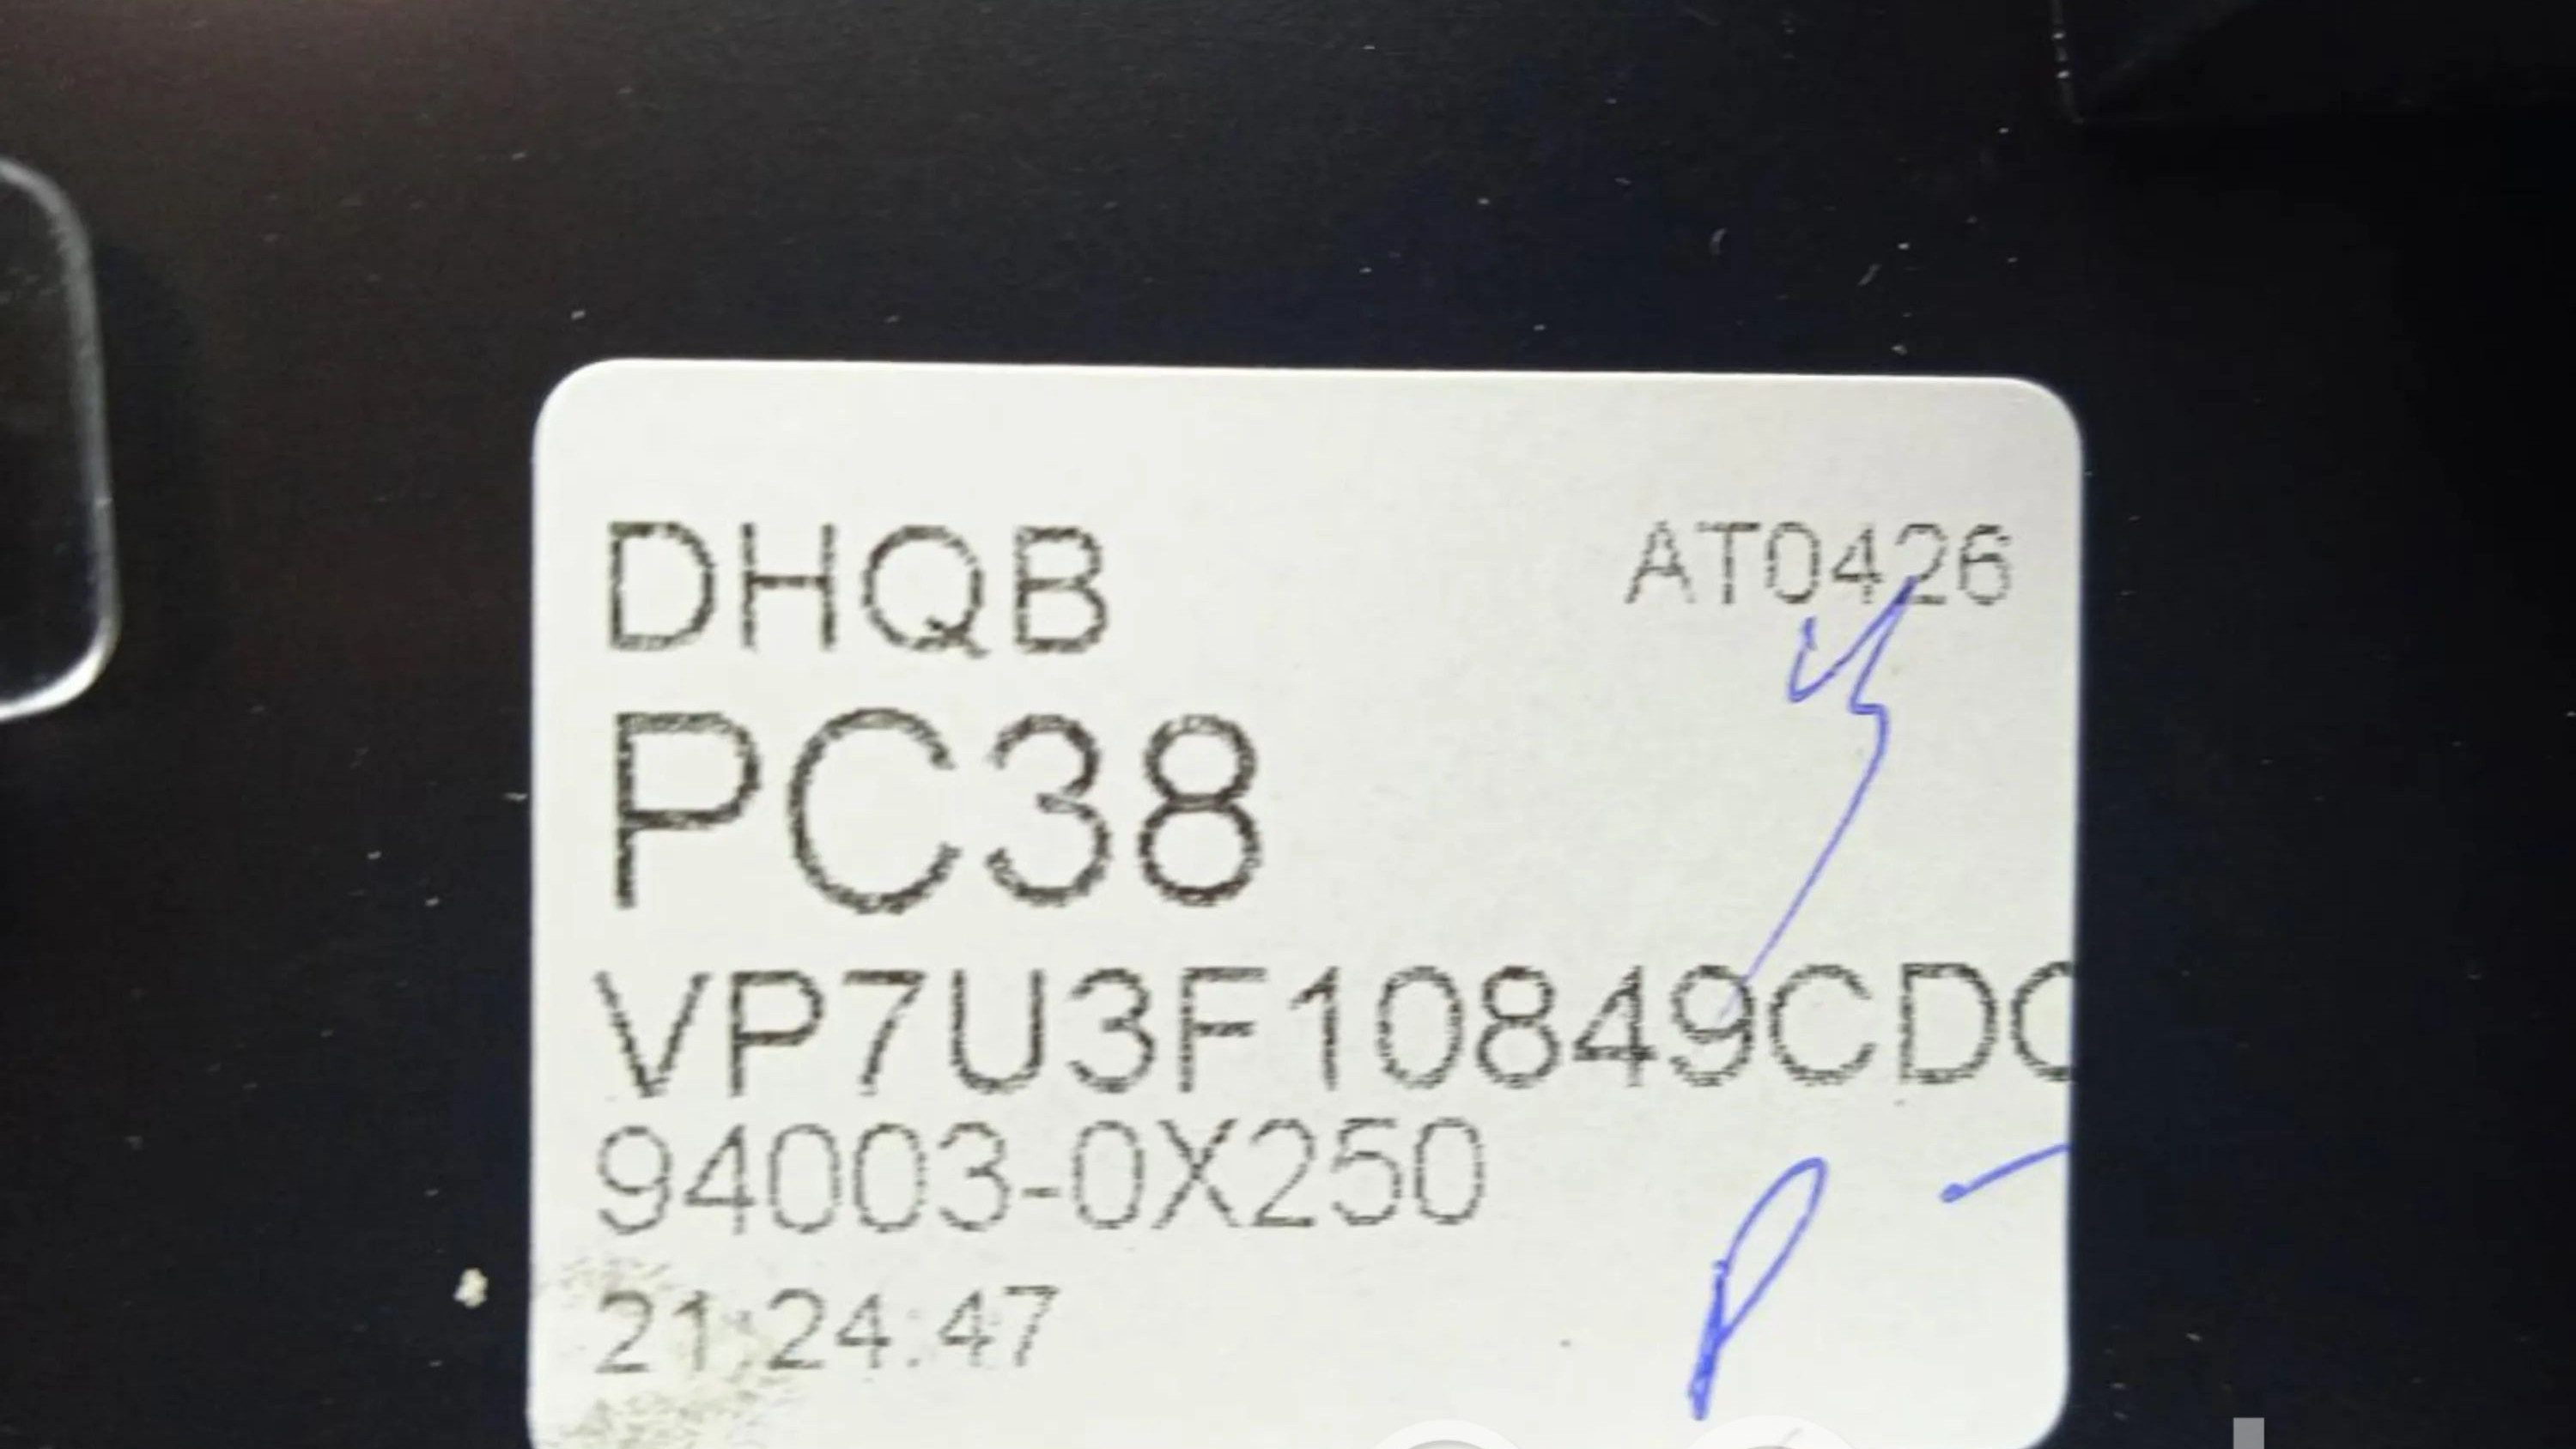 DHQB AT0426
PC38
VP7U3F10849CDC
94003-0X250
21:24:47